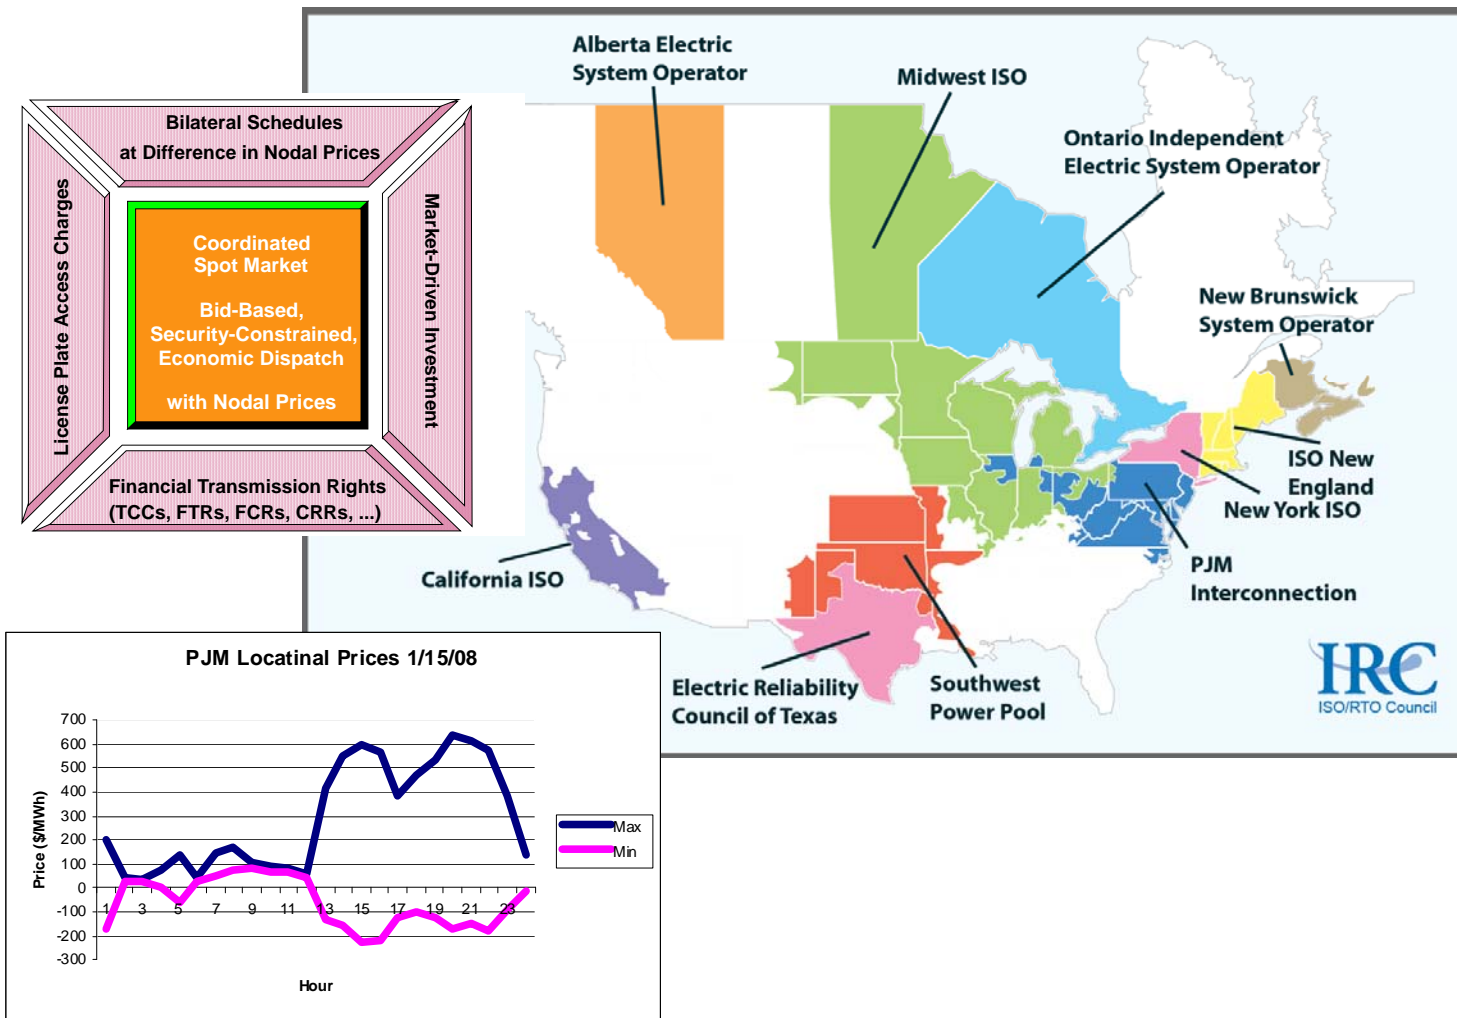 Alberta Electric
System Operator
Midwest ISO
Ontario Independent
Electric System Operator
New Brunswick
System Operator
ISO New
England
New York ISO
PJM
Interconnection
California ISO
Electric Reliability
Council of Texas
Southwest
Power Pool
IRC
ISO/RTO Council
Bilateral Schedules
at Difference in Nodal Prices
License Plate Access Charges
Coordinated
Spot Market
Bid-Based,
Security-Constrained,
Economic Dispatch
with Nodal Prices
Market-Driven Investment
Financial Transmission Rights
(TCCs, FTRs, FCRs, CRRs, ...)
PJM Locatinal Prices 1/15/08
Price ($/MWh)
700
600
500
400
300
200
100
0
-100
-200
-300
1 3 5 7 9 11 13 15 17 19 21 23
Hour
Max
Min